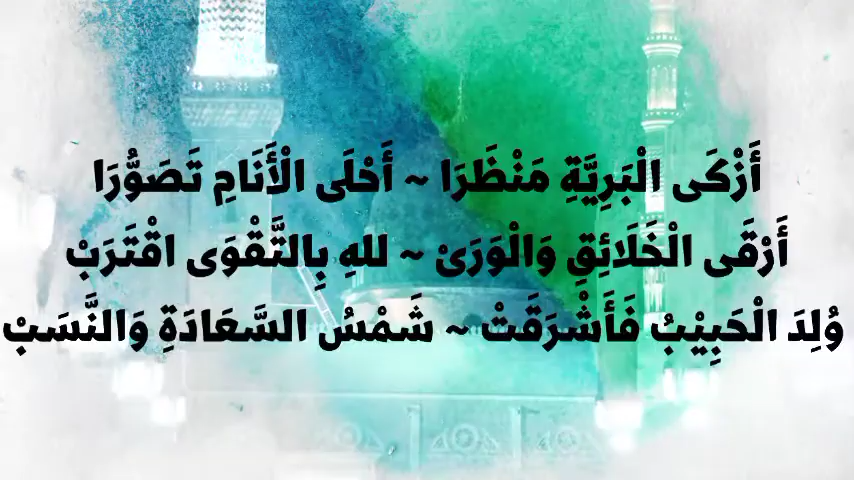 أَزْكَى الْبَرِيَّةِ مَنْظَرَا ~ أَحْلَى الْأَنَامِ تَصَوُّرَا
أَرْقَى الْخَلَائِقِ وَالْوَرَىْ ~ للهِ بِالتَّقْوَى اقْتَرَبْ
وُلِدَ الْحَبِيْبُ فَأَشْرَقَتْ ~ شَمْسُ السَّعَادَةِ وَالنَّسَبْ